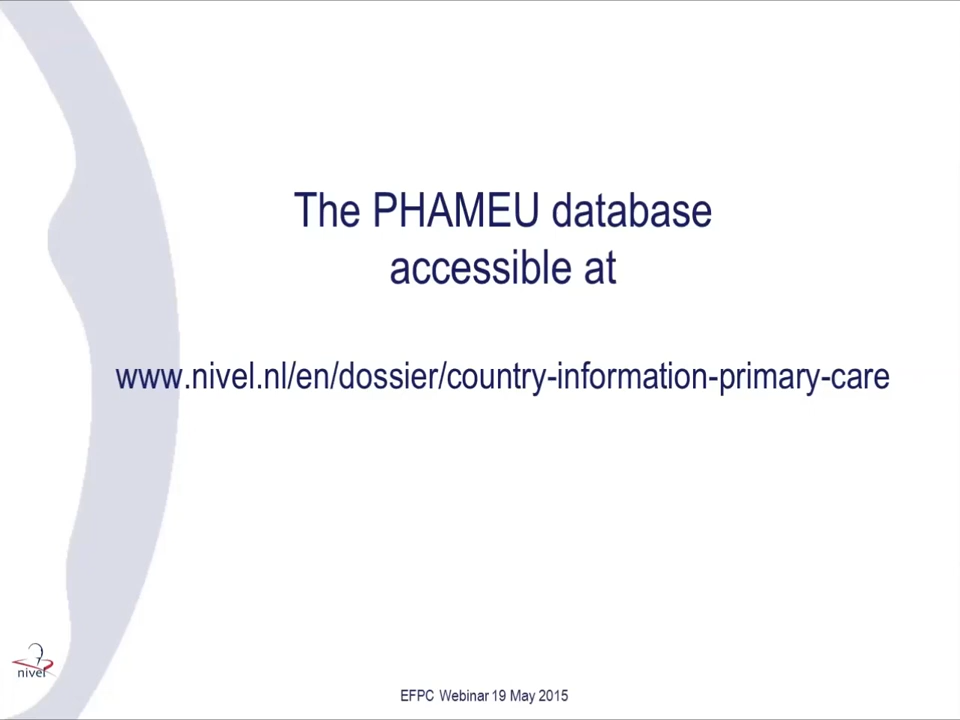 The PHAMEU database
accessible at
www.nivel.nl/en/dossier/country-information-primary-care
nivel
EFPC Webinar 19 May 2015